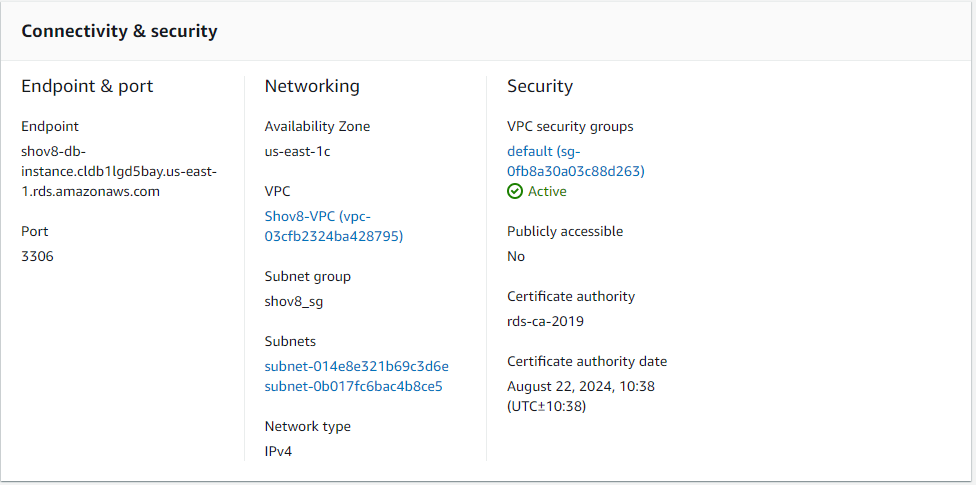 Connectivity & security
Endpoint & port
Endpoint
shov8-db-
instance.cldb1lgd5bay.us-east-
1.rds.amazonaws.com
Port
3306
Networking
Availability Zone
us-east-1c
VPC
Shov8-VPC (vpc-
03cfb2324ba428795)
Subnet group
shov8_sg
Subnets
subnet-014e8e321b69c3d6e
subnet-0b017fc6bac4b8ce5
Network type
IPv4
Security
VPC security groups
default (sg-
0fb8a30a03c88d263)
Active
Publicly accessible
No
Certificate authority
rds-ca-2019
Certificate authority date
August 22, 2024, 10:38
(UTC±10:38)